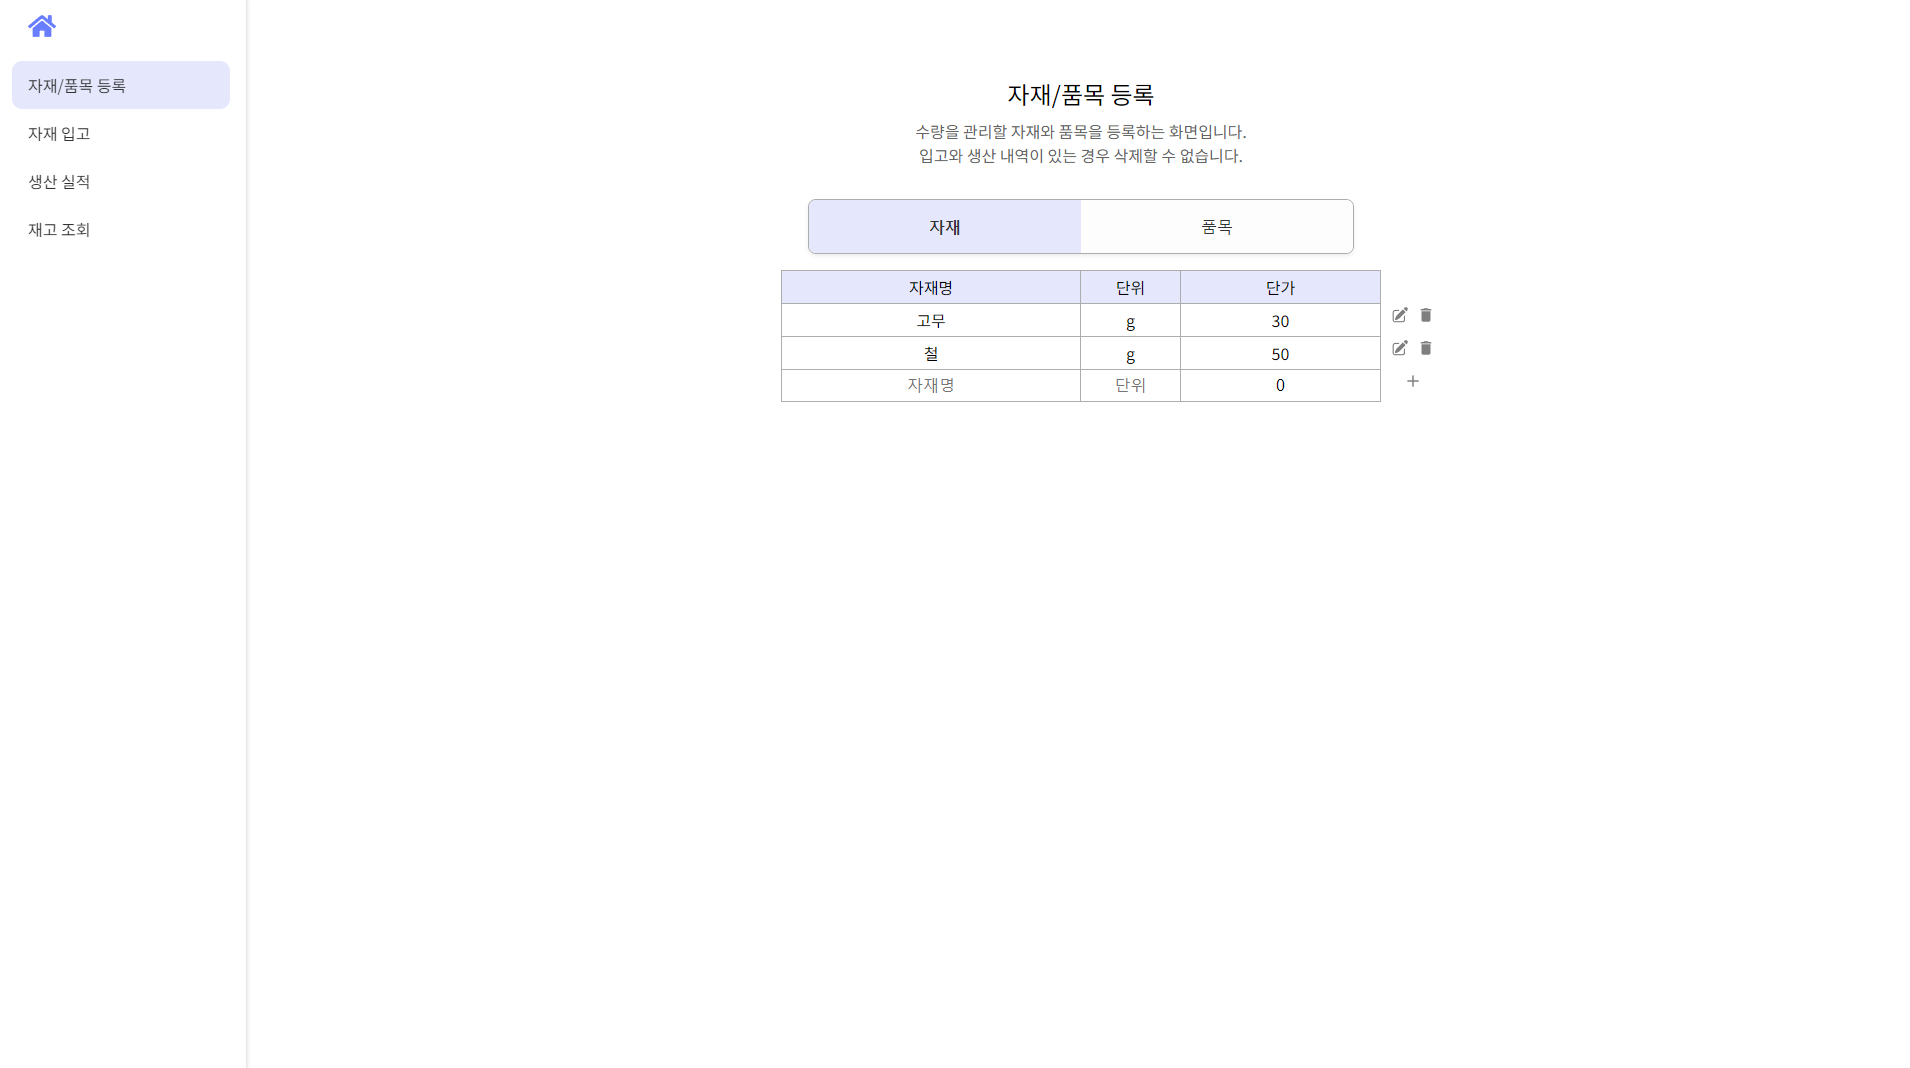 자재/품목 등록
자재 입고
생산 실적
재고 조회
자재/품목 등록
수량을 관리할 자재와 품목을 등록하는 화면입니다.
입고와 생산 내역이 있는 경우 삭제할 수 없습니다.
자재 품목
자재명 단위 단가
고무 g 30
철 g 50
자재명 단위 0